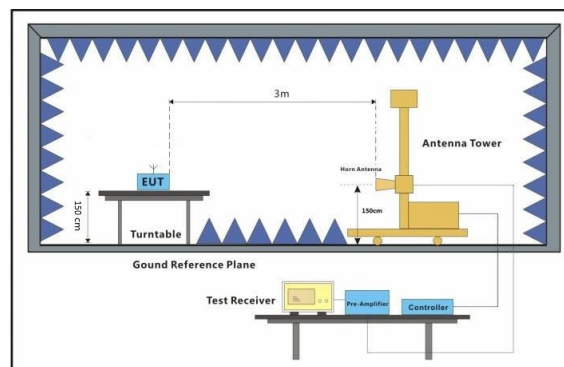 3m
Antenna Tower
Horn Antenna
EUT
150 cm
150cm
Turntable
Gound Reference Plane
Test Receiver
Pre-Amplifier
Controller